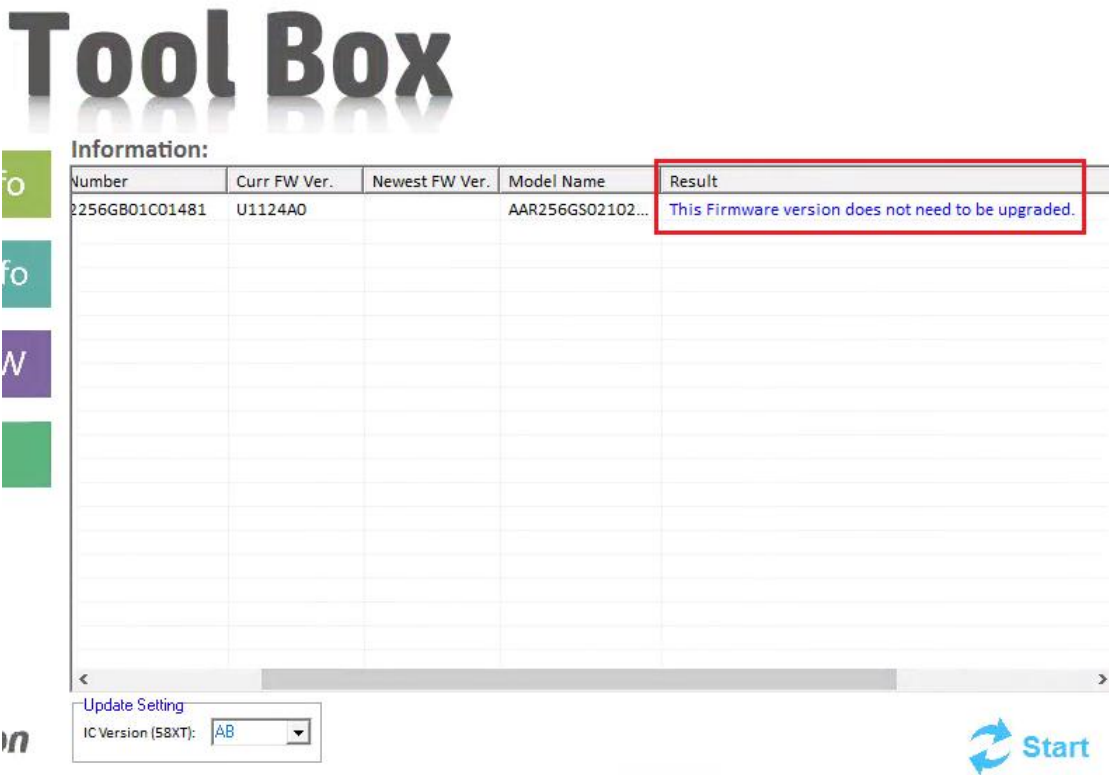 Tool Box
Information:
Number Curr FW Ver. Newest FW Ver. Model Name Result
2256GB01C01481 U1124A0 AAR256GS02102... This Firmware version does not need to be upgraded.
fo
fo
W
Update Setting
IC Version (58XT): AB
on
Start